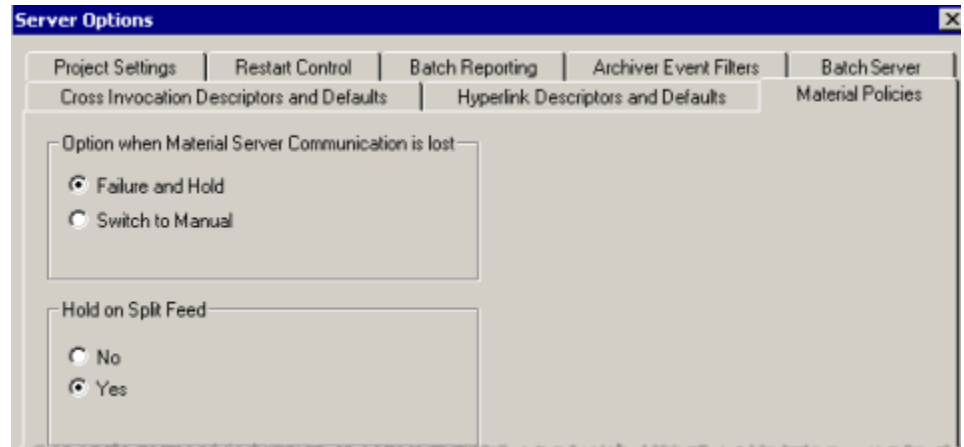 Server Options
Project Settings Restart Control Batch Reporting Archiver Event Filters Batch Server
Cross Invocation Descriptors and Defaults Hyperlink Descriptors and Defaults Material Policies
Option when Material Server Communication is lost
Failure and Hold
Switch to Manual
Hold on Split Feed
No
Yes